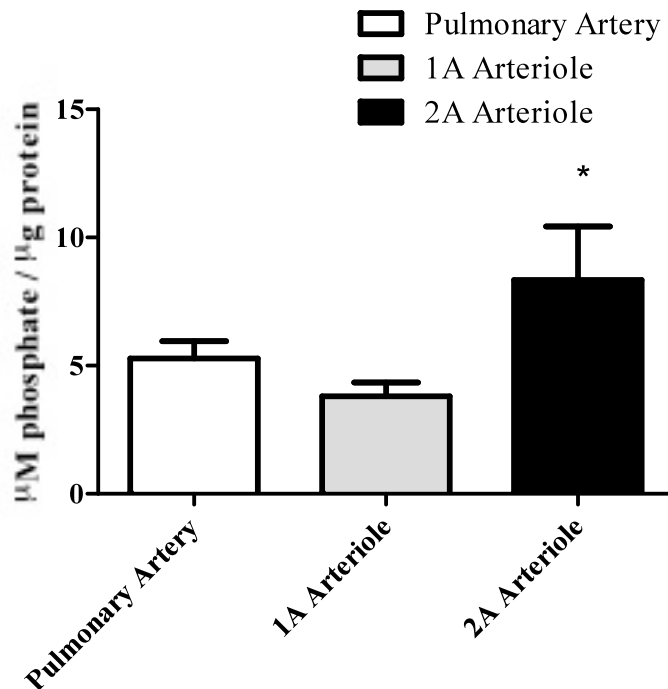 Pulmonary Artery
1A Arteriole
2A Arteriole
15
*
10
5
0
µM phosphate / µg protein
Pulmonary Artery
1A Arteriole
2A Arteriole